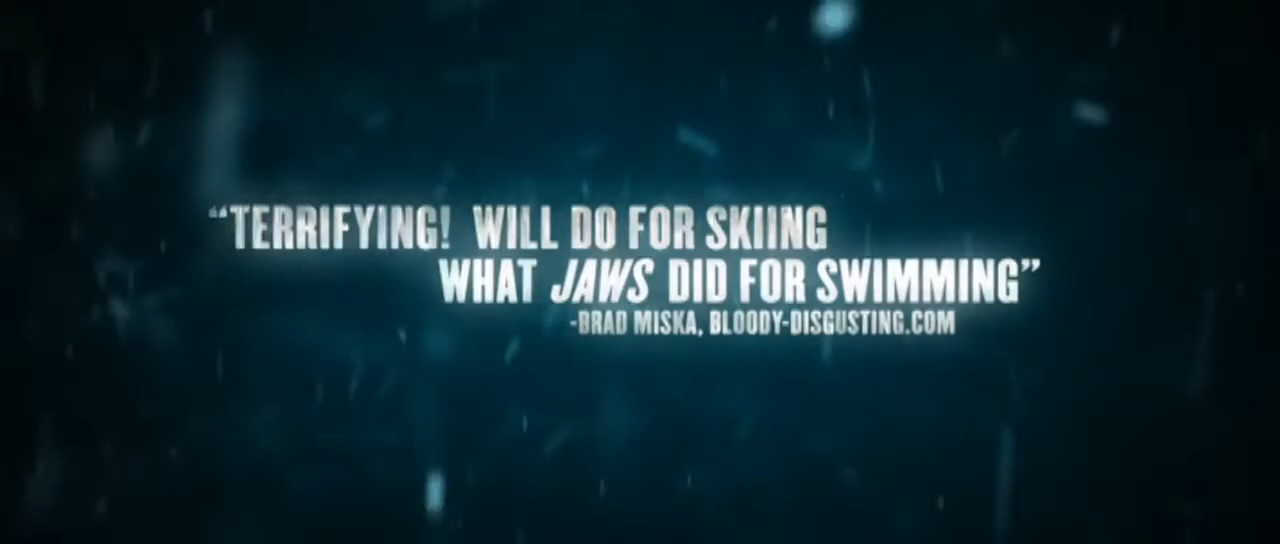 “TERRIFYING! WILL DO FOR SKIING
WHAT JAWS DID FOR SWIMMING”
-BRAD MISKA, BLOODY-DISGUSTING.COM